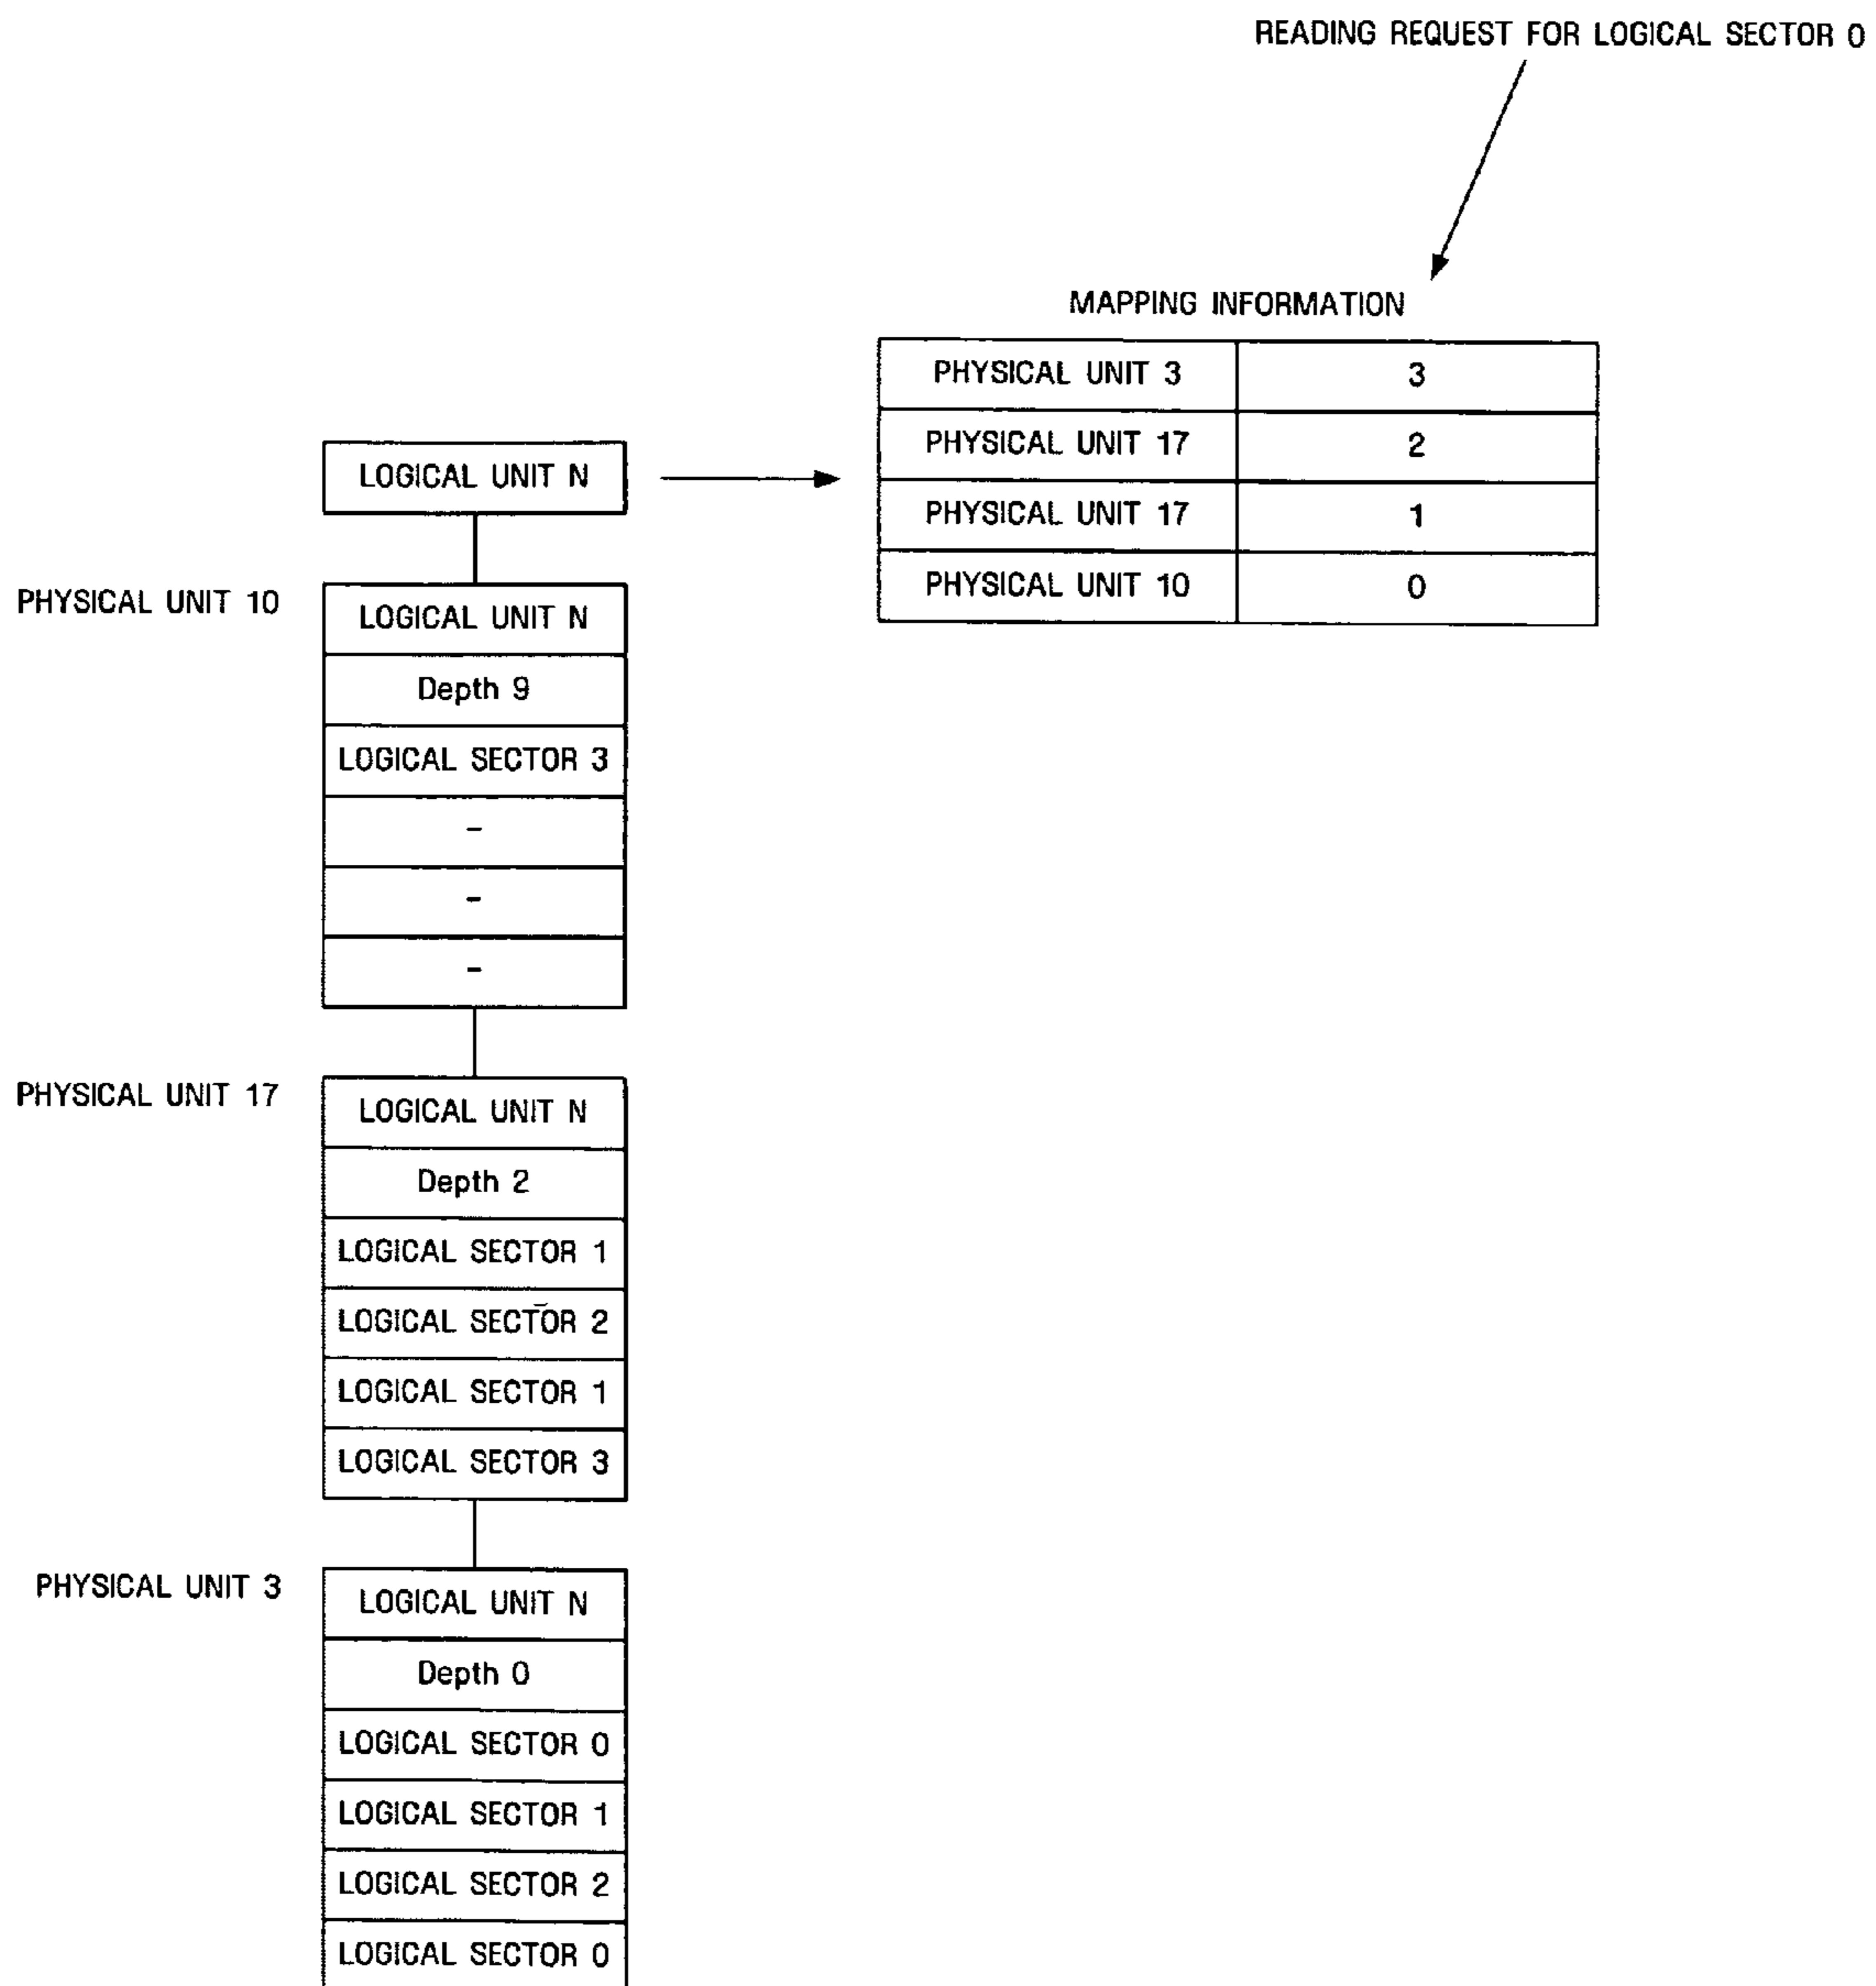 READING REQUEST FOR LOGICAL SECTOR 0
MAPPING INFORMATION
PHYSICAL UNIT 3 3
PHYSICAL UNIT 17 2
PHYSICAL UNIT 17 1
PHYSICAL UNIT 10 0
LOGICAL UNIT N
PHYSICAL UNIT 10
LOGICAL UNIT N
Depth 9
LOGICAL SECTOR 3
-
-
-
PHYSICAL UNIT 17
LOGICAL UNIT N
Depth 2
LOGICAL SECTOR 1
LOGICAL SECTOR 2
LOGICAL SECTOR 1
LOGICAL SECTOR 3
PHYSICAL UNIT 3
LOGICAL UNIT N
Depth 0
LOGICAL SECTOR 0
LOGICAL SECTOR 1
LOGICAL SECTOR 2
LOGICAL SECTOR 0